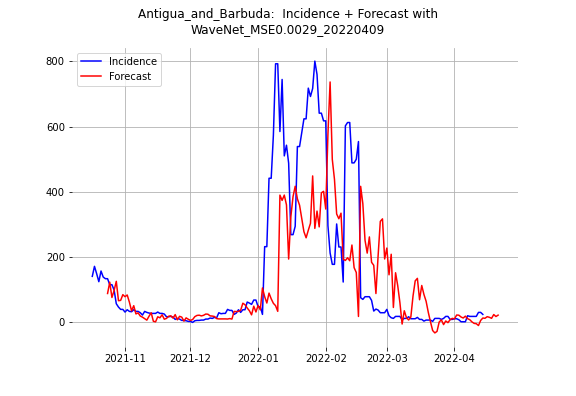 Antigua_and_Barbuda:  Incidence + Forecast with
WaveNet_MSE0.0029_20220409
Incidence
Forecast
800
600
400
200
0
2021-11 2021-12 2022-01 2022-02 2022-03 2022-04